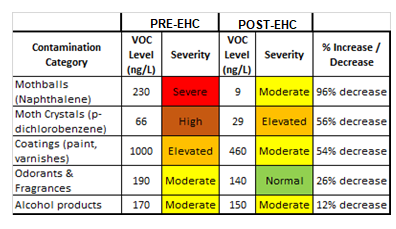 PRE-EHC POST-EHC
Contamination Category VOC Level (ng/L) Severity VOC Level (ng/L) Severity % Increase / Decrease
Mothballs (Naphthalene) 230 Severe 9 Moderate 96% decrease
Moth Crystals (p-dichlorobenzene) 66 High 29 Elevated 56% decrease
Coatings (paint, varnishes) 1000 Elevated 460 Moderate 54% decrease
Odorants & Fragrances 190 Moderate 140 Normal 26% decrease
Alcohol products 170 Moderate 150 Moderate 12% decrease